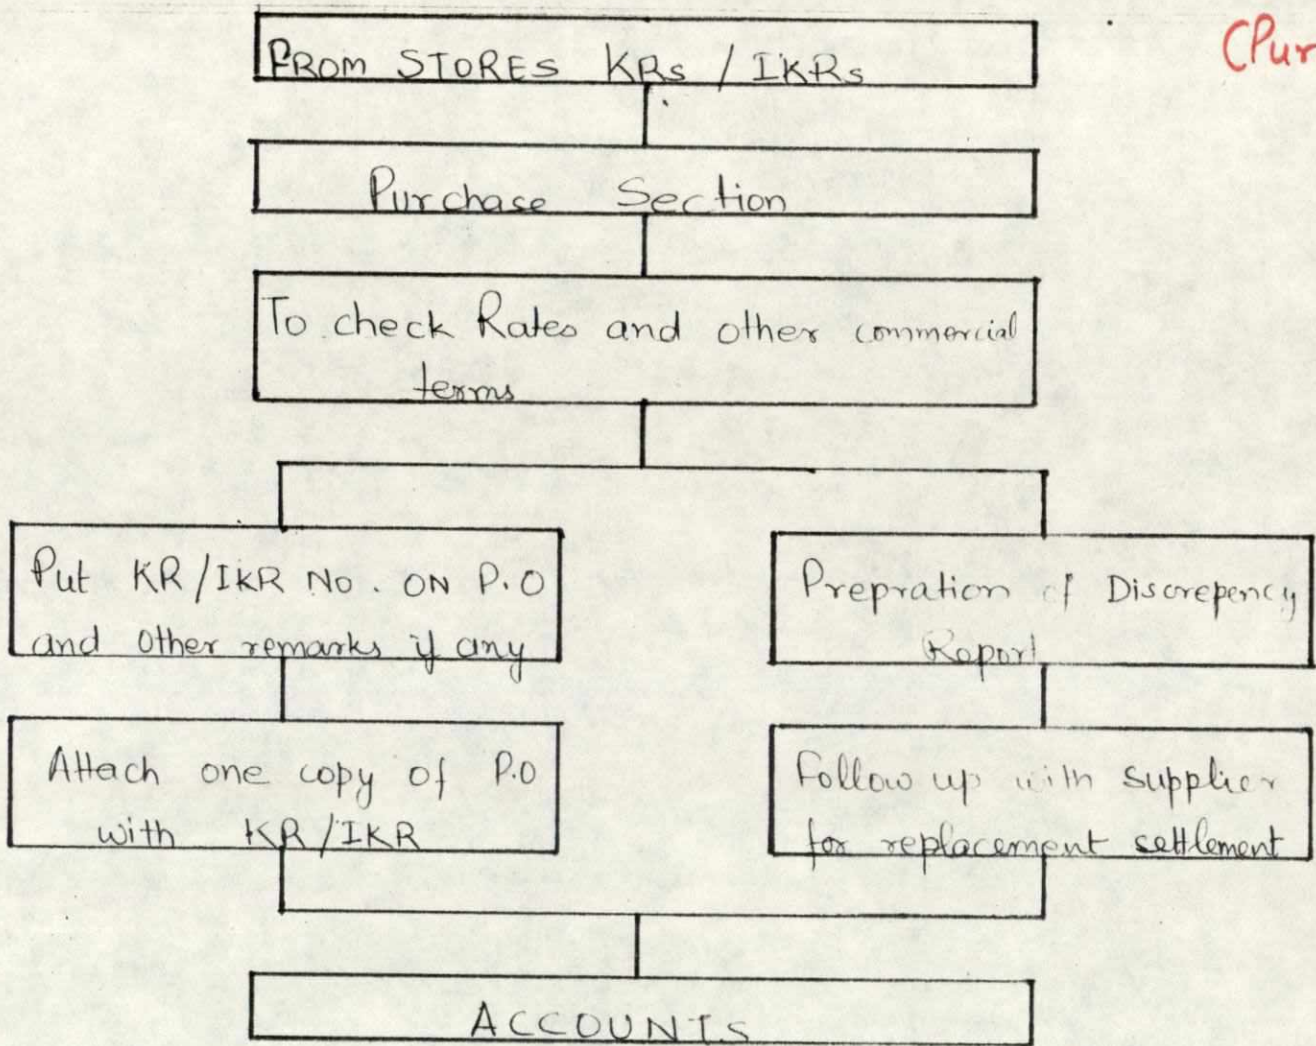 (Pur
FROM STORES KRs / IKRs
Purchase Section
To check Rates and other commercial
terms
Put KR/IKR No. ON P.O
and Other remarks if any
Prepration of Discrepency
Report
Attach one copy of P.O
with KR/IKR
Follow up with supplier
for replacement settlement
ACCOUNTS